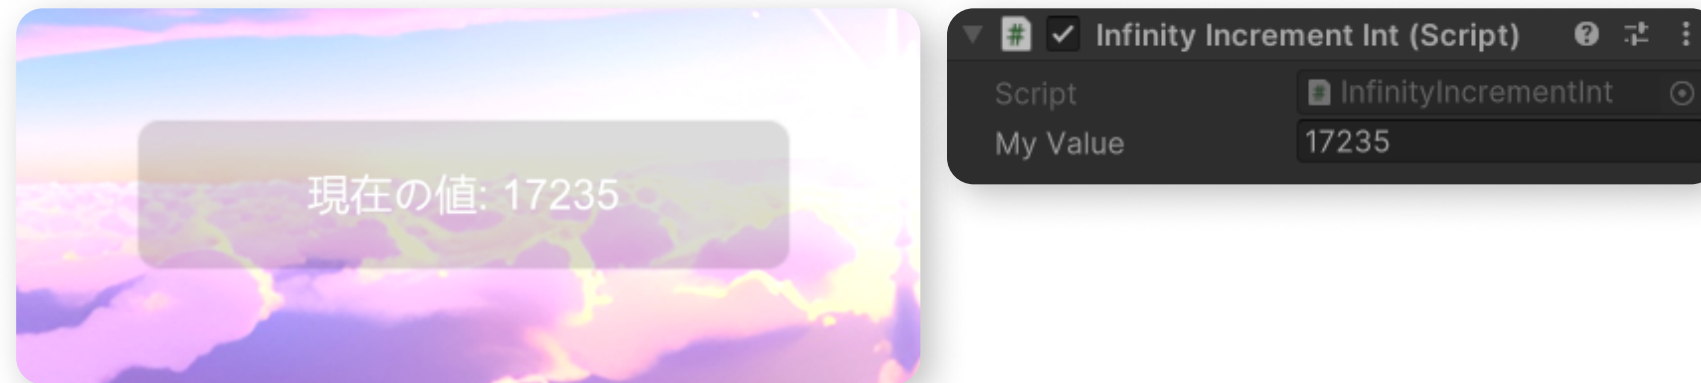 現在の値: 17235
Infinity Increment Int (Script)
Script InfinityIncrementInt
My Value 17235